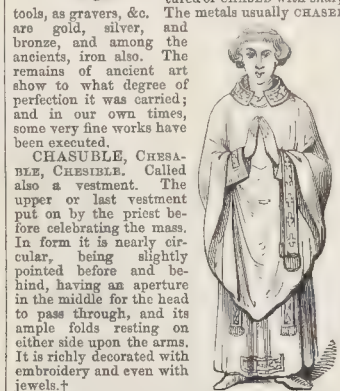 tools, as gravers, &c. The metals usually CHASED
are gold, silver, and
bronze, and among the
ancients, iron also. The
remains of ancient art
show to what degree of
perfection it was carried;
and in our own times,
some very fine works have
been executed.
CHASUBLE, CHESA-
BLE, CHESIBLE. Called
also a vestment. The
upper or last vestment
put on by the priest be-
fore celebrating the mass.
In form it is nearly cir-
cular, being slightly
pointed before and be-
hind, having an aperture
in the middle for the head
to pass through, and its
ample folds resting on
either side upon the arms.
It is richly decorated with
embroidery and even with
jewels.†